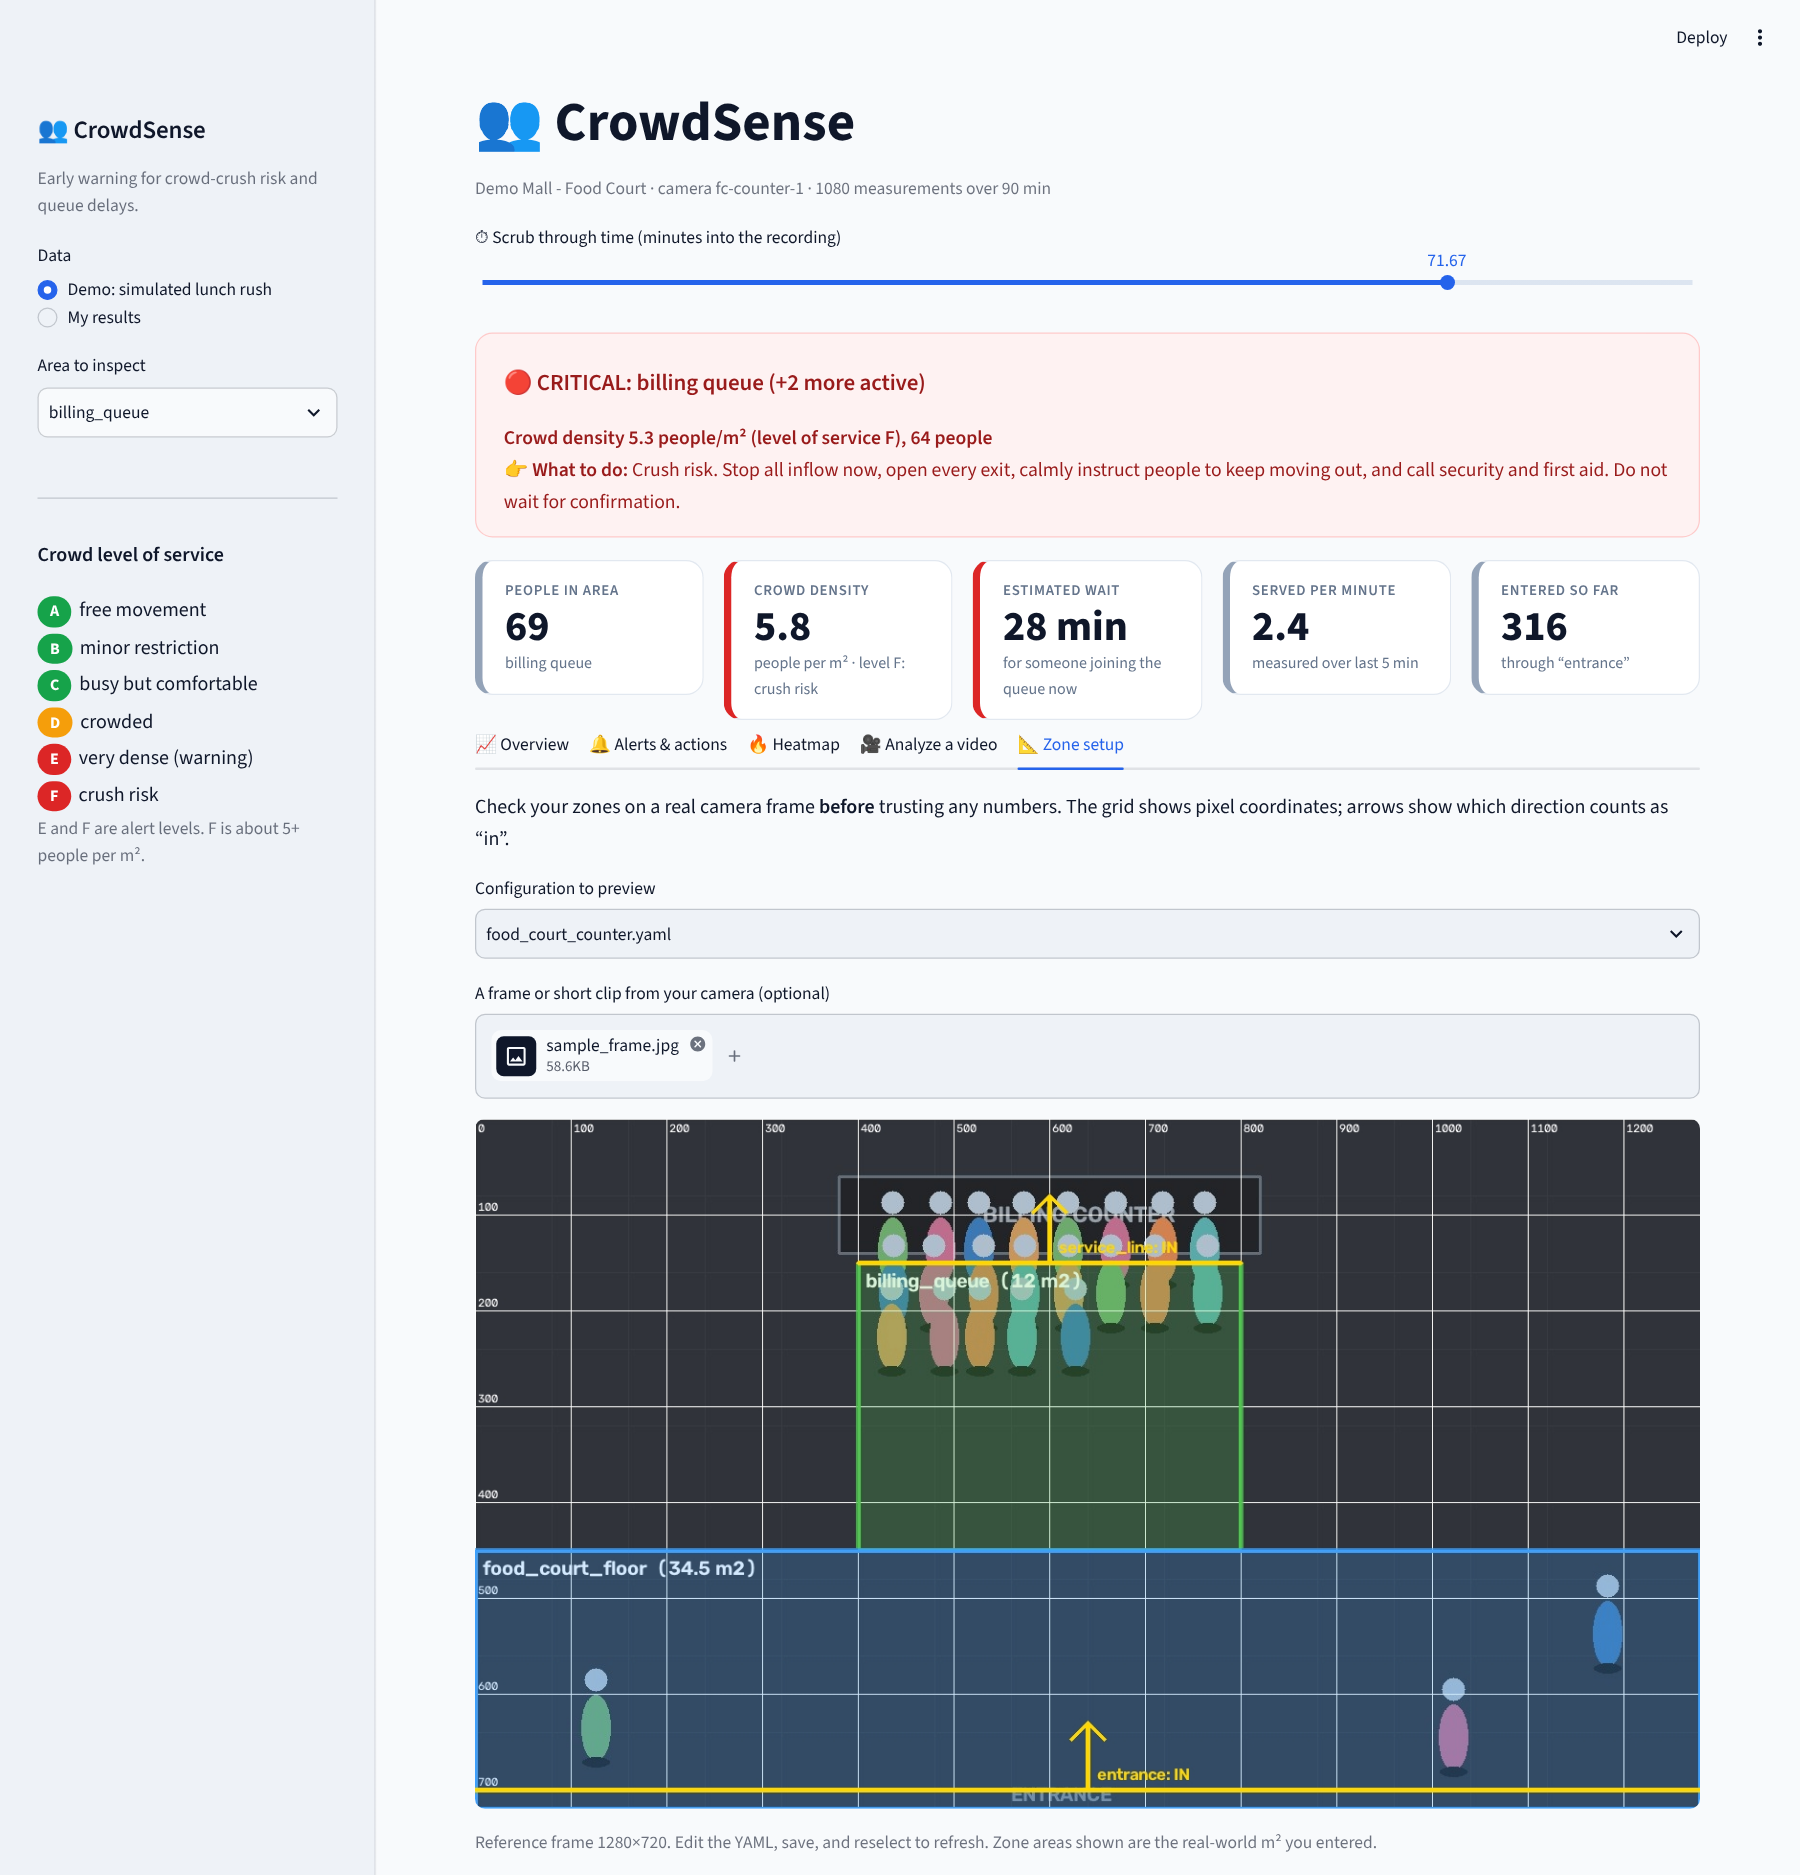 Deploy
👥 CrowdSense
Early warning for crowd-crush risk and
queue delays.
Data
Demo: simulated lunch rush
My results
Area to inspect
billing_queue
Crowd level of service
A free movement
B minor restriction
C busy but comfortable
D crowded
E very dense (warning)
F crush risk
E and F are alert levels. F is about 5+
people per m².
👥 CrowdSense
Demo Mall - Food Court · camera fc-counter-1 · 1080 measurements over 90 min
⏱ Scrub through time (minutes into the recording)
71.67
🔴 CRITICAL: billing queue (+2 more active)
Crowd density 5.3 people/m² (level of service F), 64 people
👉 What to do: Crush risk. Stop all inflow now, open every exit, calmly instruct people to keep moving out, and call security and first aid. Do not
wait for confirmation.
PEOPLE IN AREA
69
billing queue
CROWD DENSITY
5.8
people per m² · level F:
crush risk
ESTIMATED WAIT
28 min
for someone joining the
queue now
SERVED PER MINUTE
2.4
measured over last 5 min
ENTERED SO FAR
316
through “entrance”
📈 Overview 🔔 Alerts & actions 🔥 Heatmap 🎥 Analyze a video 📐 Zone setup
Check your zones on a real camera frame before trusting any numbers. The grid shows pixel coordinates; arrows show which direction counts as
“in”.
Configuration to preview
food_court_counter.yaml
A frame or short clip from your camera (optional)
sample_frame.jpg
58.6KB
0 100 200 300 400 500 600 700 800 900 1000 1100 1200
100
BILLING COUNTER
service_line: IN
billing_queue (12 m2)
200
300
400
food_court_floor (34.5 m2)
500
600
entrance: IN
700
ENTRANCE
Reference frame 1280×720. Edit the YAML, save, and reselect to refresh. Zone areas shown are the real-world m² you entered.